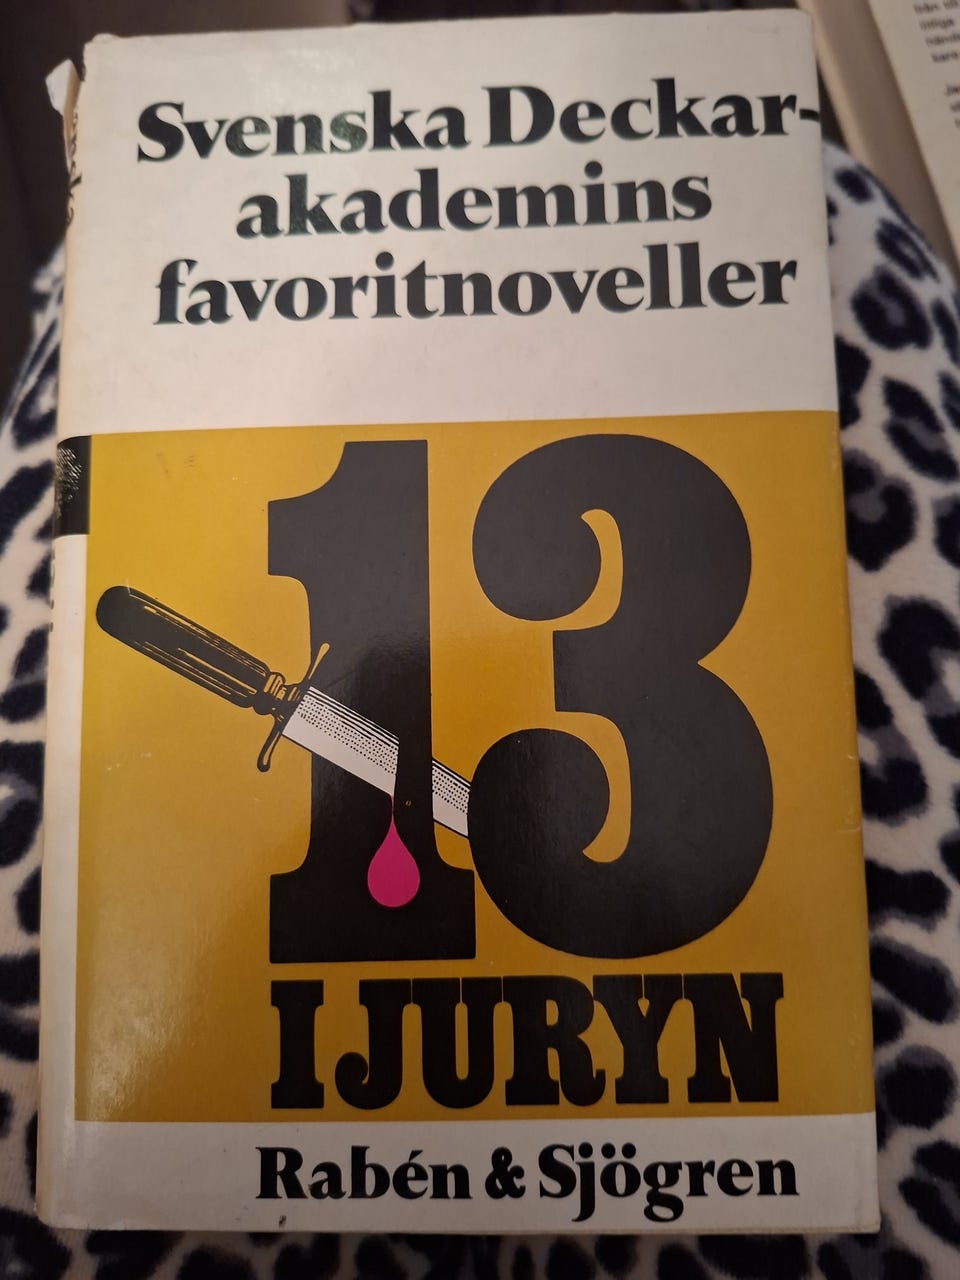 Svenska Deckar-
akademins
favoritnoveller
13
I JURYN
Rabén & Sjögren